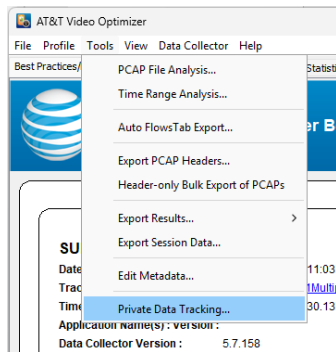 AT&T Video Optimizer
File Profile Tools View Data Collector Help
Best Practices/
PCAP File Analysis...
Statisti
Time Range Analysis...
Auto FlowsTab Export...
er B
Export PCAP Headers...
Header-only Bulk Export of PCAPs
Export Results...
SU
Export Session Data...
Date
11:03
Edit Metadata...
Trac
1Multi
Time
Private Data Tracking...
30.13
Application Name(s) : Version :
Data Collector Version : 5.7.158